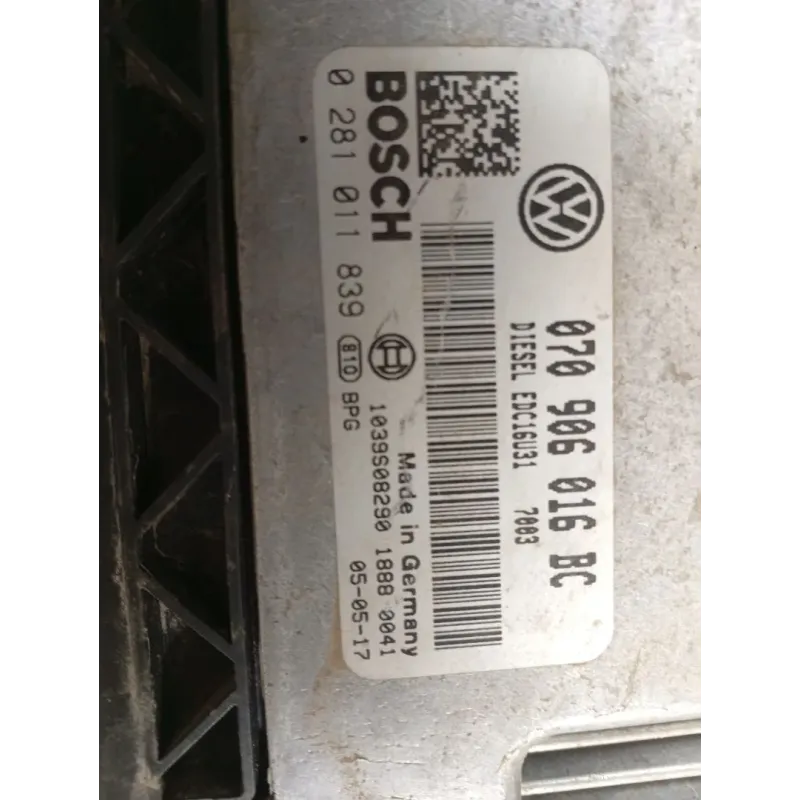 070 906 016 BC
DIESEL EDC16U31 7003
BOSCH
0 281 011 839 810 BPG
Made in Germany
1039S08290 1888 0041
05-05-17